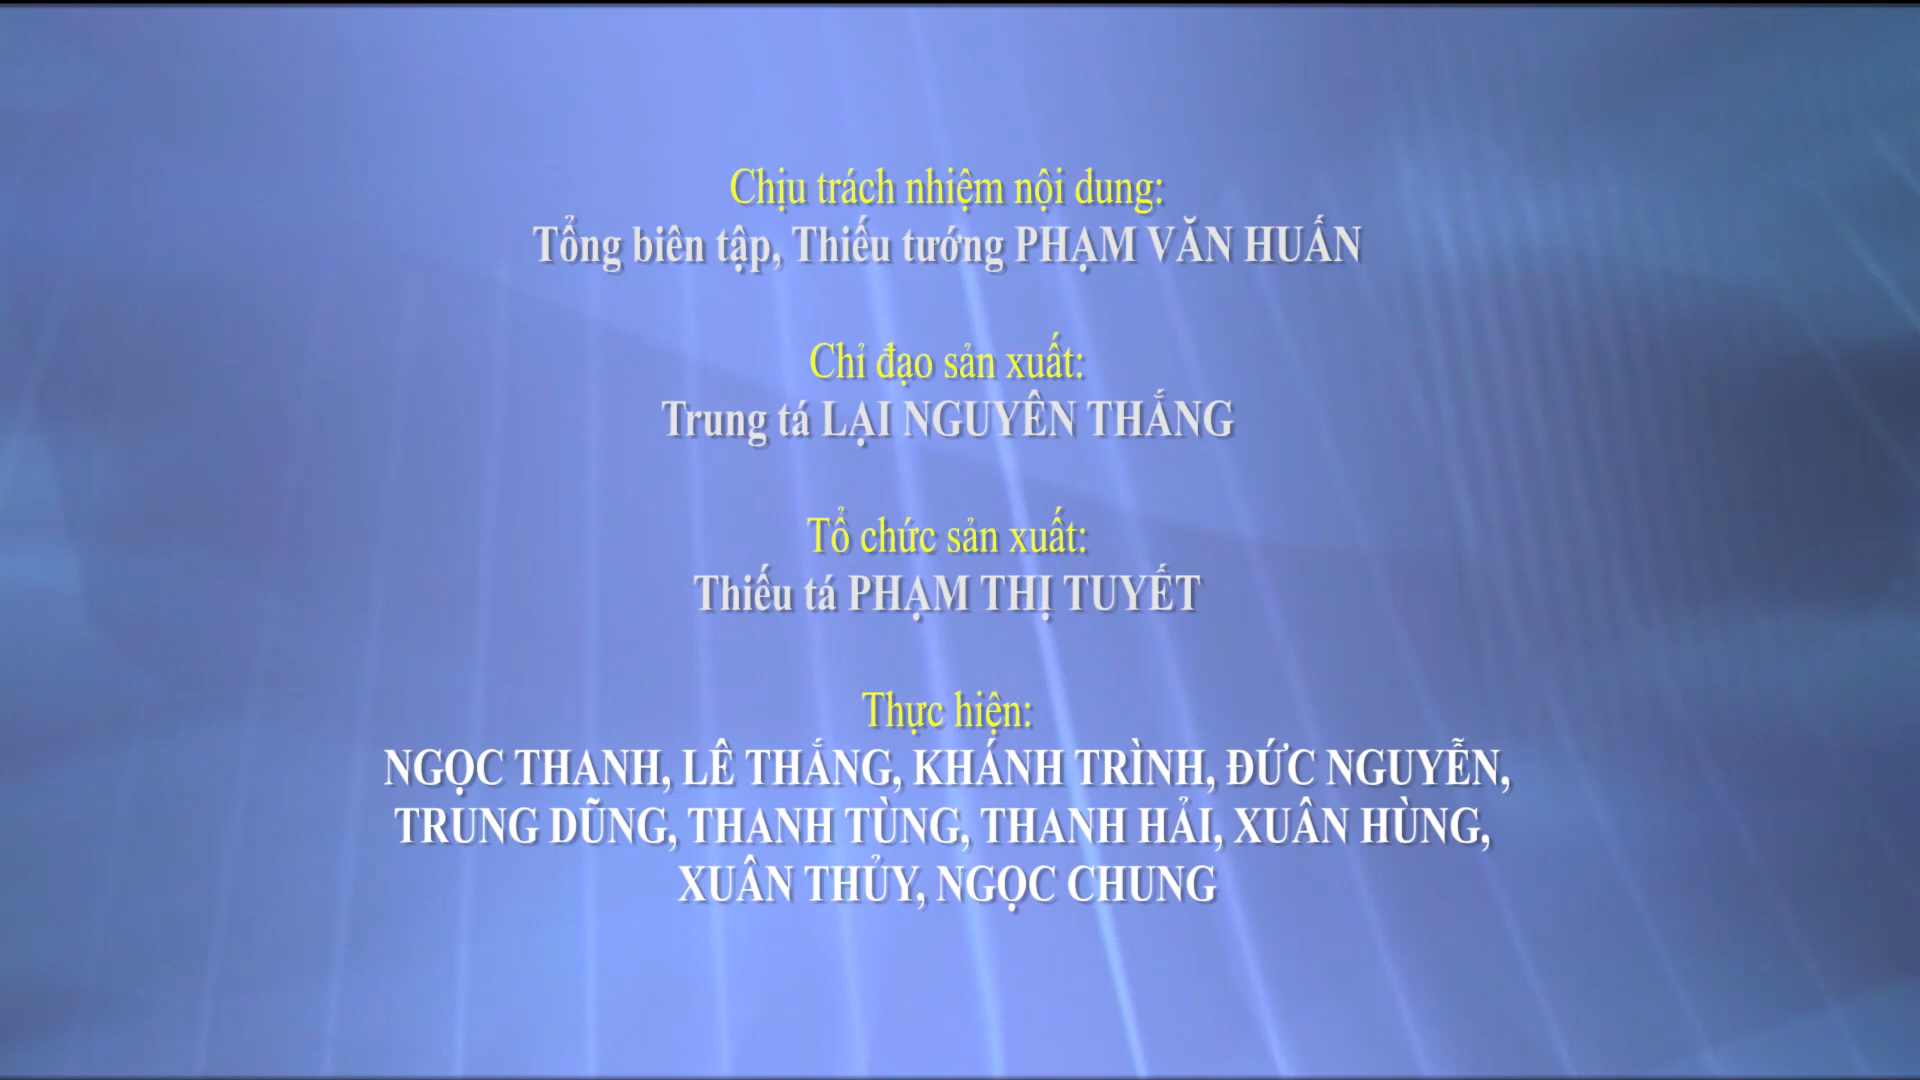 Chịu trách nhiệm nội dung:
Tổng biên tập, Thiếu tướng PHẠM VĂN HUẤN
Chỉ đạo sản xuất:
Trung tá LẠI NGUYÊN THẮNG
Tổ chức sản xuất:
Thiếu tá PHẠM THỊ TUYẾT
Thực hiện:
NGỌC THANH, LÊ THẮNG, KHÁNH TRÌNH, ĐỨC NGUYỄN,
TRUNG DŨNG, THANH TÙNG, THANH HẢI, XUÂN HÙNG,
XUÂN THỦY, NGỌC CHUNG